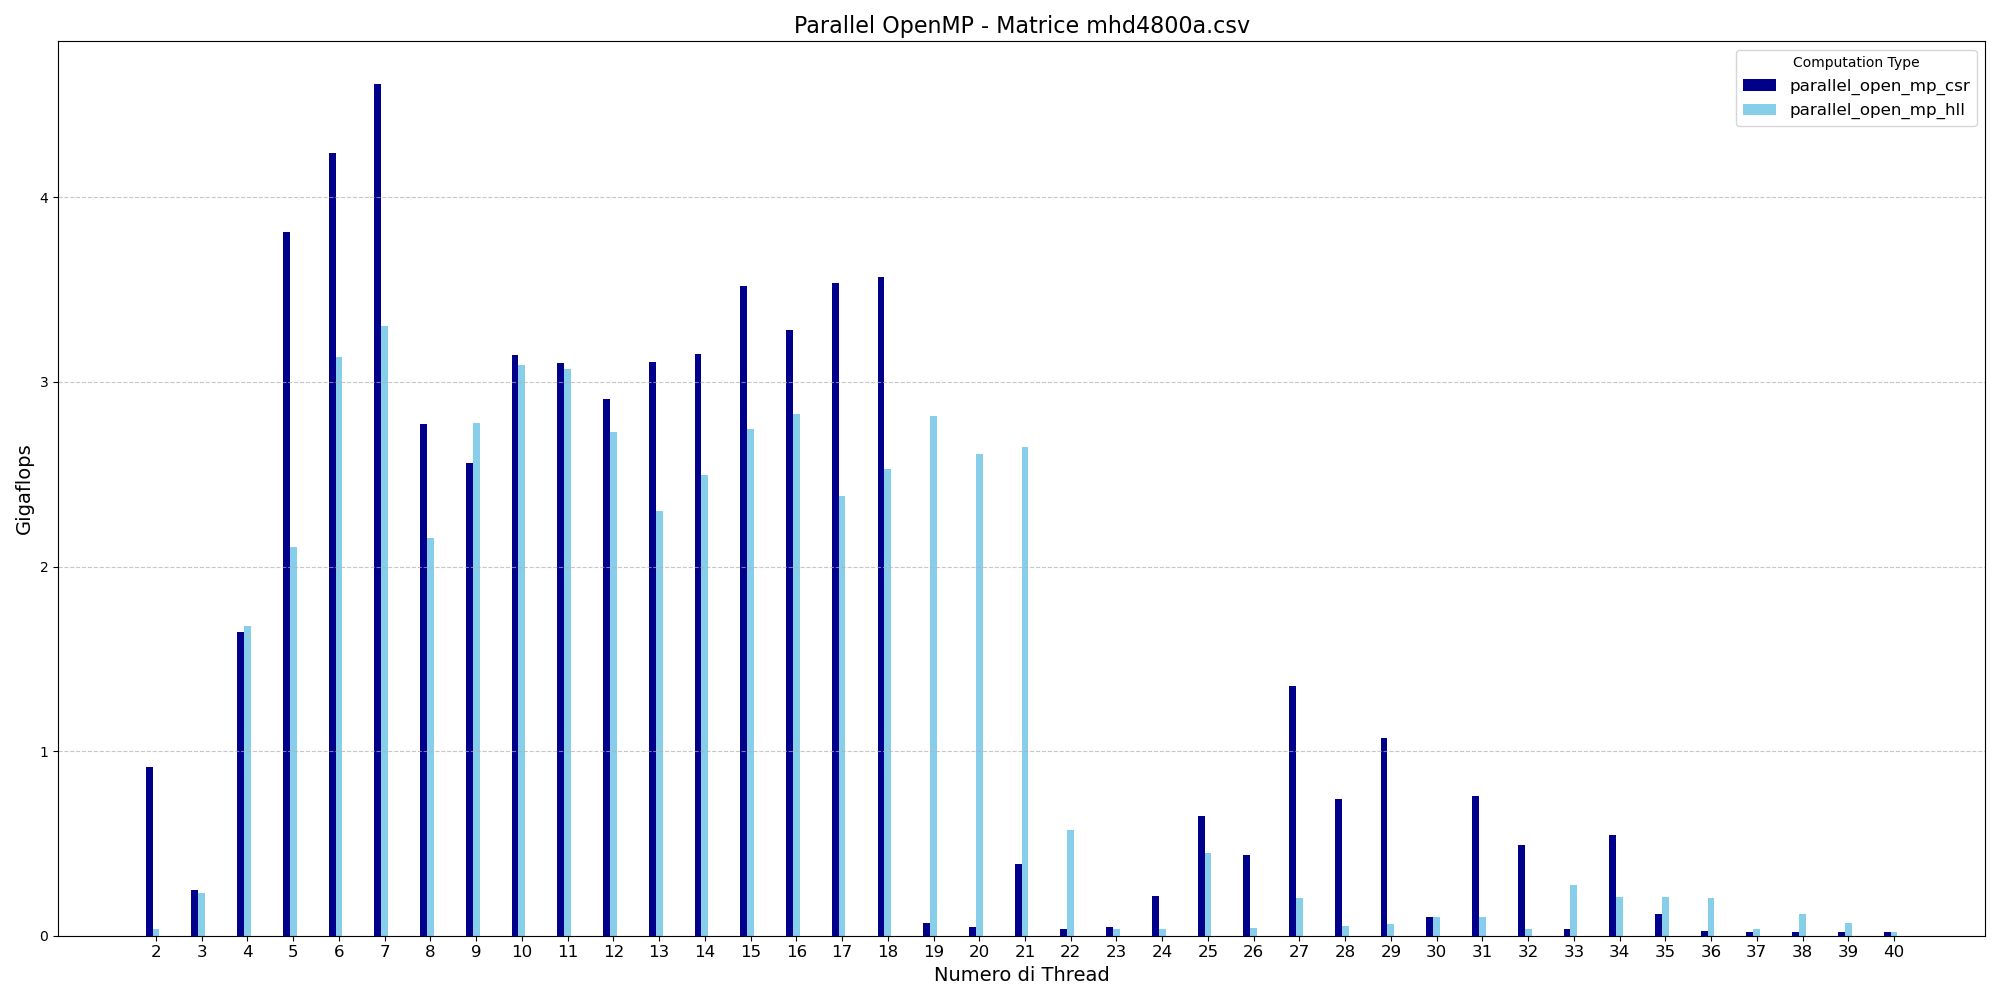 Parallel OpenMP - Matrice mhd4800a.csv
Computation Type
parallel_open_mp_csr
parallel_open_mp_hll
Gigaflops
4
3
2
1
0
2 3 4 5 6 7 8 9 10 11 12 13 14 15 16 17 18 19 20 21 22 23 24 25 26 27 28 29 30 31 32 33 34 35 36 37 38 39 40
Numero di Thread